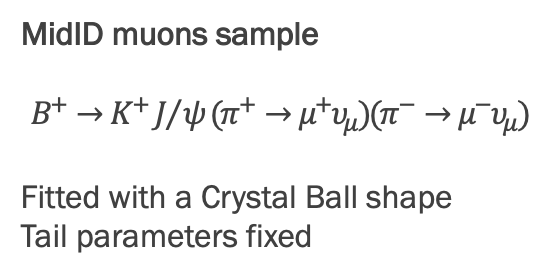 MidID muons sample
B⁺ → K⁺ J/ψ (π⁺ → μ⁺υ_μ)(π⁻ → μ⁻υ_μ)
Fitted with a Crystal Ball shape
Tail parameters fixed